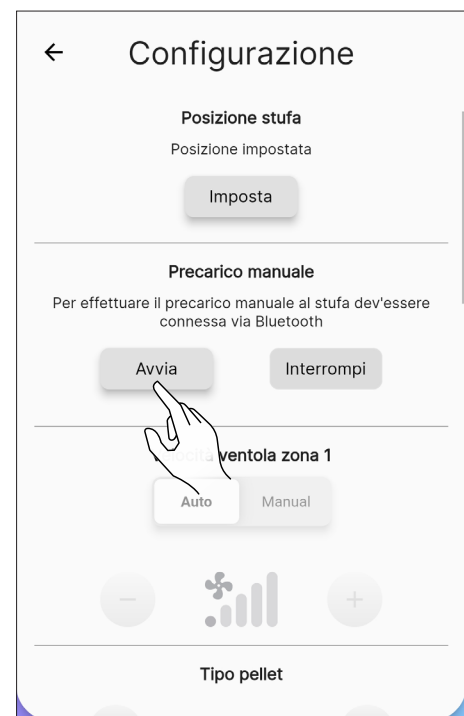 Configurazione
Posizione stufa
Posizione impostata
Imposta
Precarico manuale
Per effettuare il precarico manuale al stufa dev'essere
connessa via Bluetooth
Avvia
Interrompi
ventola zona 1
Auto
Manual
Tipo pellet